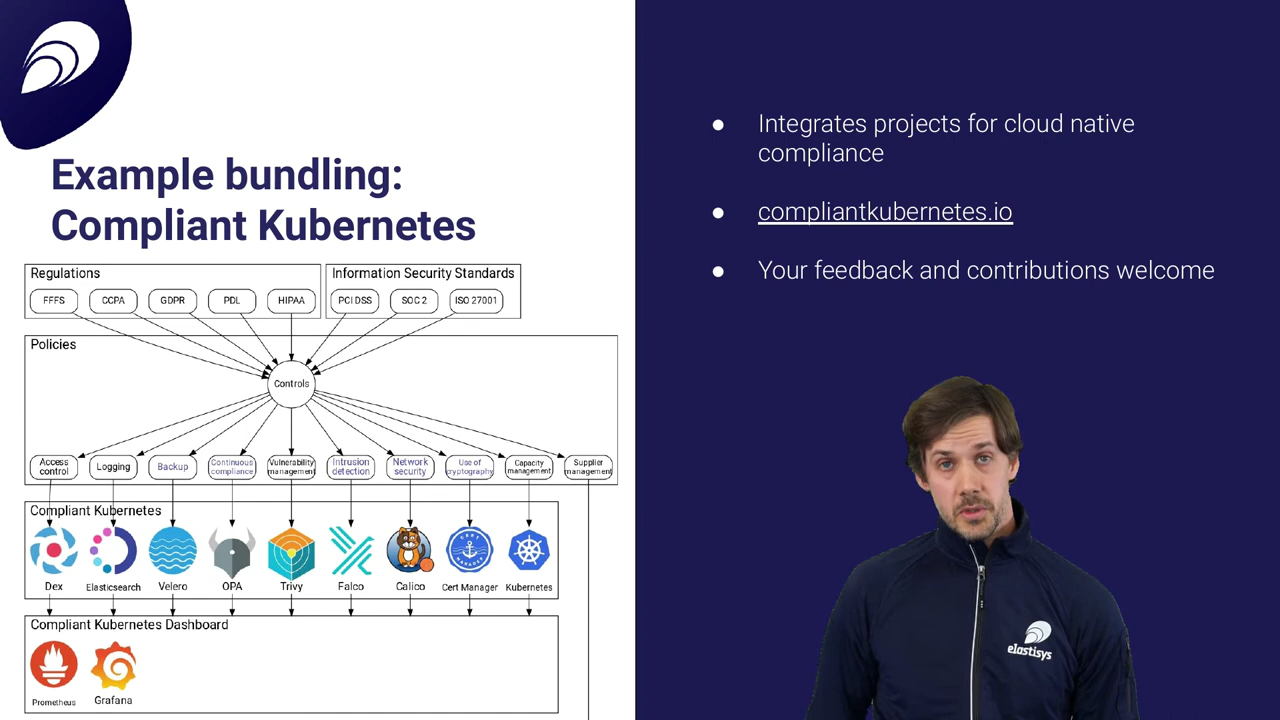 Example bundling:
Compliant Kubernetes
Regulations
FFFS
CCPA
GDPR
PDL
HIPAA
Information Security Standards
PCI DSS
SOC 2
ISO 27001
Policies
Controls
Access
control
Logging
Backup
Continuous
compliance
Vulnerability
management
Intrusion
detection
Network
security
Use of
cryptography
Capacity
management
Supplier
management
Compliant Kubernetes
Dex
Elasticsearch
Velero
OPA
Trivy
Falco
Calico
CERT
MANAGER
Cert Manager
Kubernetes
Compliant Kubernetes Dashboard
Prometheus
Grafana
● Integrates projects for cloud native
compliance
● compliantkubernetes.io
● Your feedback and contributions welcome
elastisys